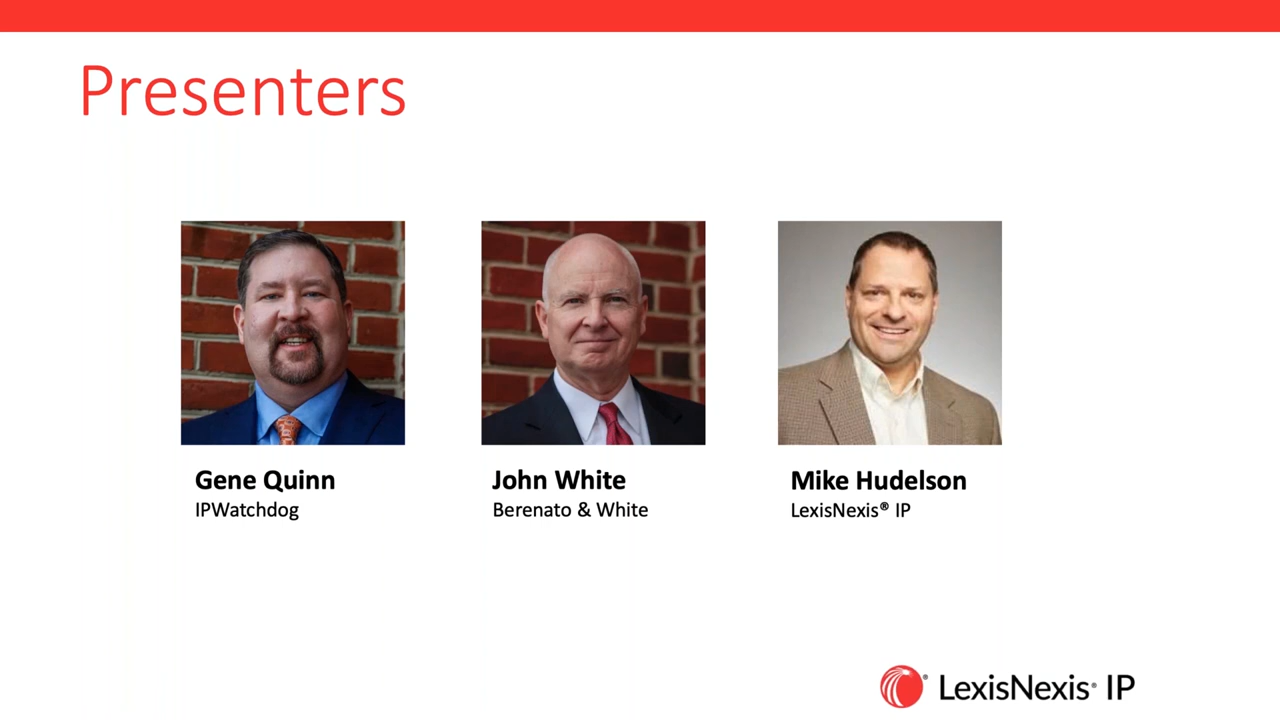 Presenters
Gene Quinn
IPWatchdog
John White
Berenato & White
Mike Hudelson
LexisNexis® IP
LexisNexis® IP